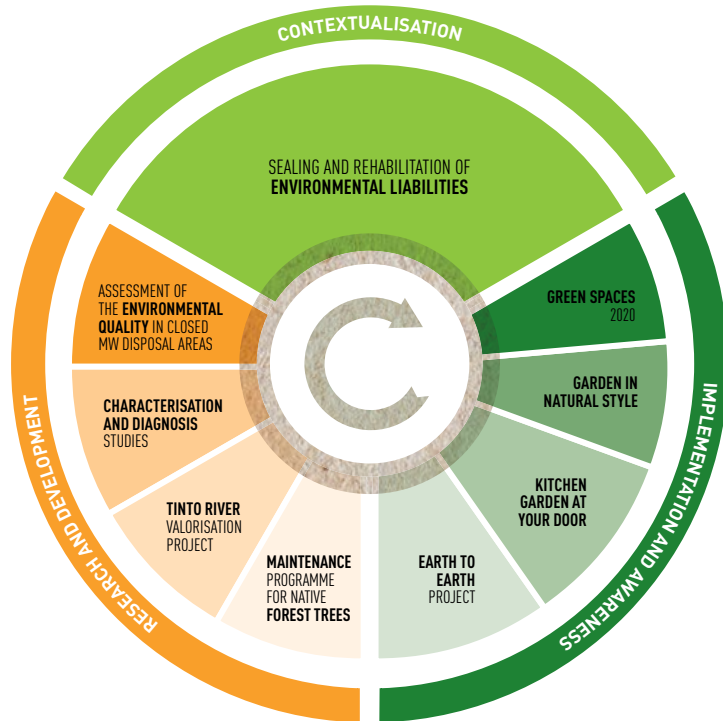 CONTEXTUALISATION
SEALING AND REHABILITATION OF
ENVIRONMENTAL LIABILITIES
IMPLEMENTATION AND AWARENESS
GREEN SPACES
2020
GARDEN IN
NATURAL STYLE
KITCHEN
GARDEN AT
YOUR DOOR
EARTH TO
EARTH
PROJECT
RESEARCH AND DEVELOPMENT
ASSESSMENT OF
THE ENVIRONMENTAL
QUALITY IN CLOSED
MW DISPOSAL AREAS
CHARACTERISATION
AND DIAGNOSIS
STUDIES
TINTO RIVER
VALORISATION
PROJECT
MAINTENANCE
PROGRAMME
FOR NATIVE
FOREST TREES